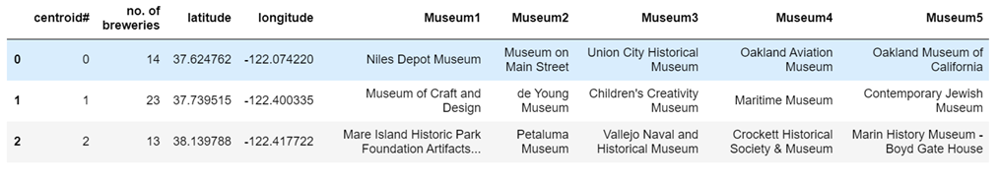 centroid# no. of breweries latitude longitude Museum1 Museum2 Museum3 Museum4 Museum5
0 0 14 37.624762 -122.074220 Niles Depot Museum Museum on Main Street Union City Historical Museum Oakland Aviation Museum Oakland Museum of California
1 1 23 37.739515 -122.400335 Museum of Craft and Design de Young Museum Children's Creativity Museum Maritime Museum Contemporary Jewish Museum
2 2 13 38.139788 -122.417722 Mare Island Historic Park Foundation Artifacts... Petaluma Museum Vallejo Naval and Historical Museum Crockett Historical Society & Museum Marin History Museum - Boyd Gate House